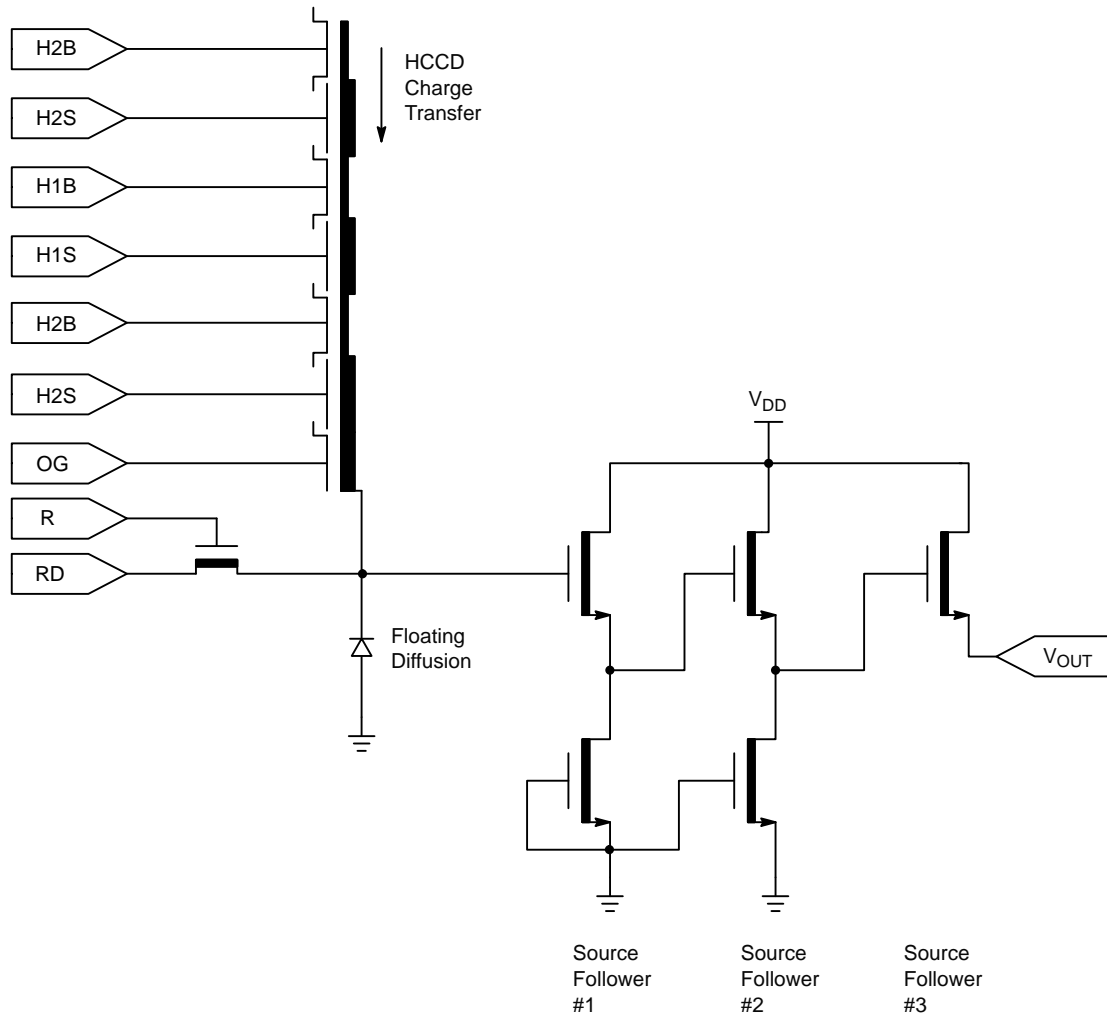 H2B
HCCD
Charge
Transfer
H2S
H1B
H1S
H2B
H2S
OG
R
RD
VDD
Floating
Diffusion
VOUT
Source
Follower
#1
Source
Follower
#2
Source
Follower
#3